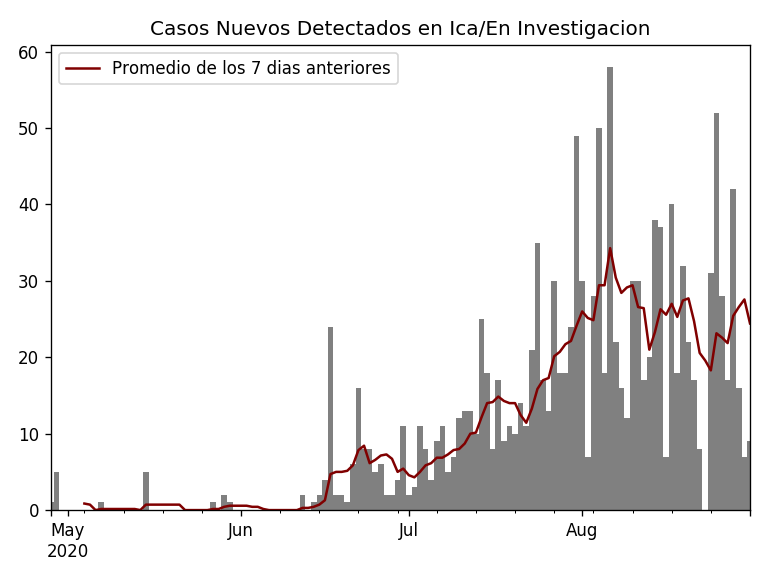 Casos Nuevos Detectados en Ica/En Investigacion
Promedio de los 7 dias anteriores
60
50
40
30
20
10
0
May Jun Jul Aug
2020